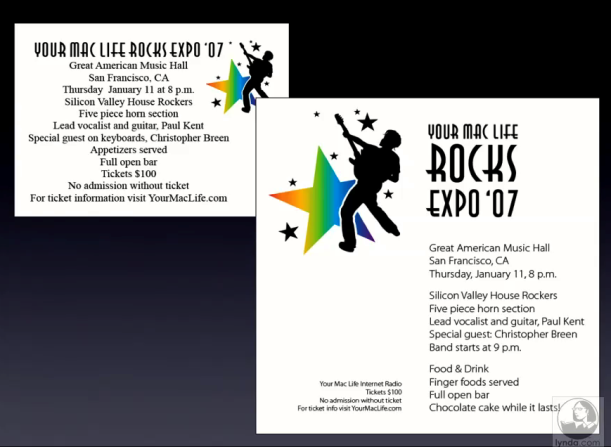 YOUR MAC LIFE ROCKS EXPO '07
Great American Music Hall
San Francisco, CA
Thursday  January 11 at 8 p.m.
Silicon Valley House Rockers
Five piece horn section
Lead vocalist and guitar, Paul Kent
Special guest on keyboards, Christopher Breen
Appetizers served
Full open bar
Tickets $100
No admission without ticket
For ticket information visit YourMacLife.com
YOUR MAC LIFE
ROCKS
EXPO '07
Great American Music Hall
San Francisco, CA
Thursday, January 11, 8 p.m.
Silicon Valley House Rockers
Five piece horn section
Lead vocalist and guitar, Paul Kent
Special guest: Christopher Breen
Band starts at 9 p.m.
Food & Drink
Finger foods served
Full open bar
Chocolate cake while it lasts!
Your Mac Life Internet Radio
Tickets $100
No admission without ticket
For ticket info visit YourMacLife.com
lynda.com